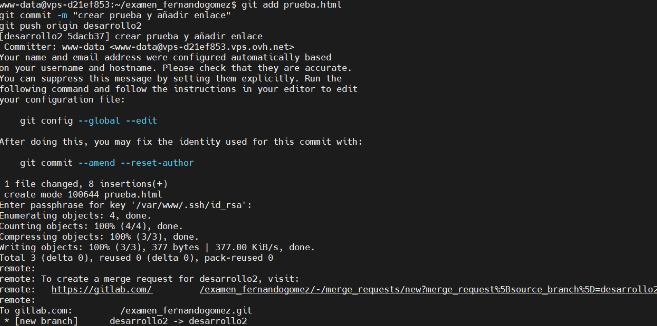 www-data@vps-d21ef853:~/examen_fernandogomez$ git add prueba.html
git commit -m "crear prueba y añadir enlace"
git push origin desarrollo2
[desarrollo2 5dacb37] crear prueba y añadir enlace
 Committer: www-data <www-data@vps-d21ef853.vps.ovh.net>
Your name and email address were configured automatically based
on your username and hostname. Please check that they are accurate.
You can suppress this message by setting them explicitly. Run the
following command and follow the instructions in your editor to edit
your configuration file:

    git config --global --edit

After doing this, you may fix the identity used for this commit with:

    git commit --amend --reset-author

 1 file changed, 8 insertions(+)
 create mode 100644 prueba.html
Enter passphrase for key '/var/www/.ssh/id_rsa':
Enumerating objects: 4, done.
Counting objects: 100% (4/4), done.
Compressing objects: 100% (3/3), done.
Writing objects: 100% (3/3), 377 bytes | 377.00 KiB/s, done.
Total 3 (delta 0), reused 0 (delta 0), pack-reused 0
remote:
remote: To create a merge request for desarrollo2, visit:
remote:   https://gitlab.com/         /examen_fernandogomez/-/merge_requests/new?merge_request%5Bsource_branch%5D=desarrollo2
remote:
To gitlab.com:         /examen_fernandogomez.git
 * [new branch]      desarrollo2 -> desarrollo2